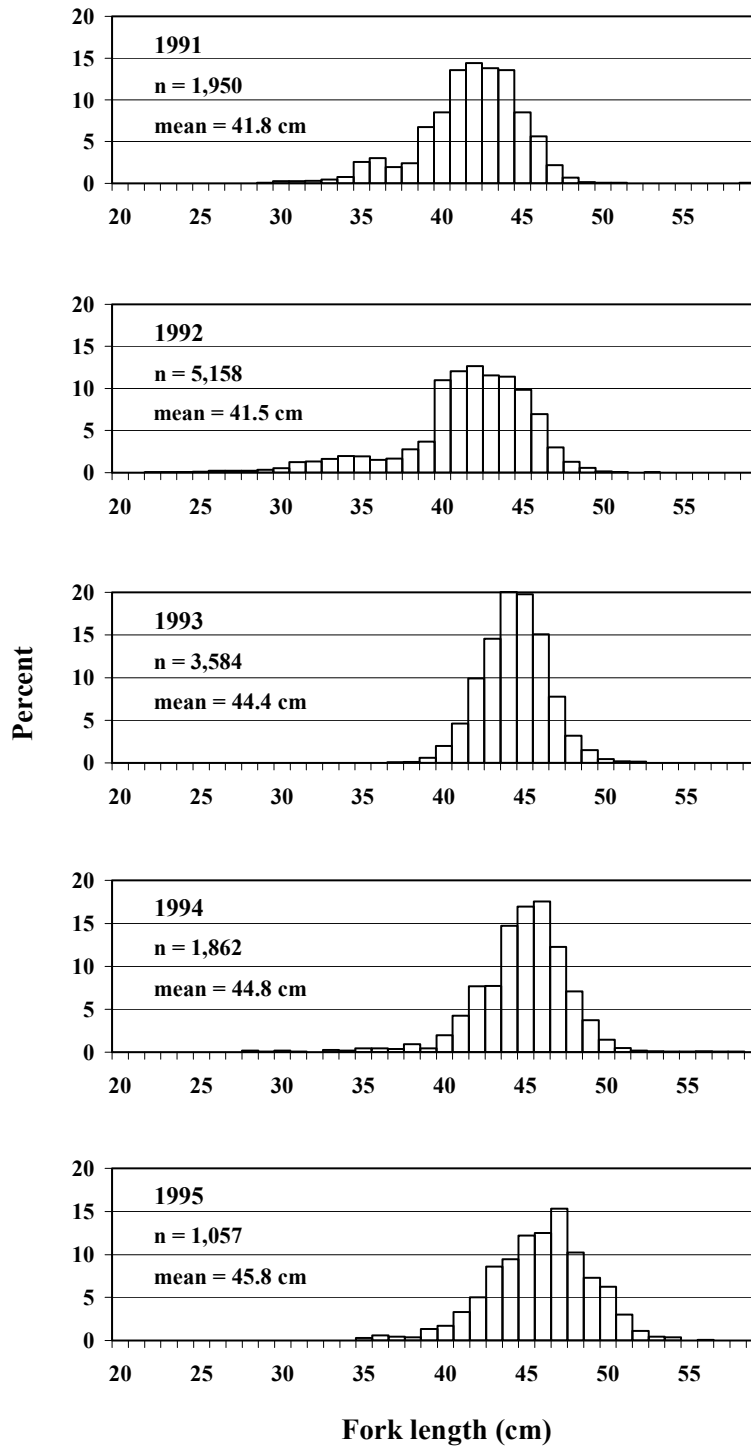 20
15
10
5
0
1991
n = 1,950
mean = 41.8 cm
20 25 30 35 40 45 50 55
20
15
10
5
0
1992
n = 5,158
mean = 41.5 cm
20 25 30 35 40 45 50 55
Percent
20
15
10
5
0
1993
n = 3,584
mean = 44.4 cm
20 25 30 35 40 45 50 55
20
15
10
5
0
1994
n = 1,862
mean = 44.8 cm
20 25 30 35 40 45 50 55
20
15
10
5
0
1995
n = 1,057
mean = 45.8 cm
20 25 30 35 40 45 50 55
Fork length (cm)